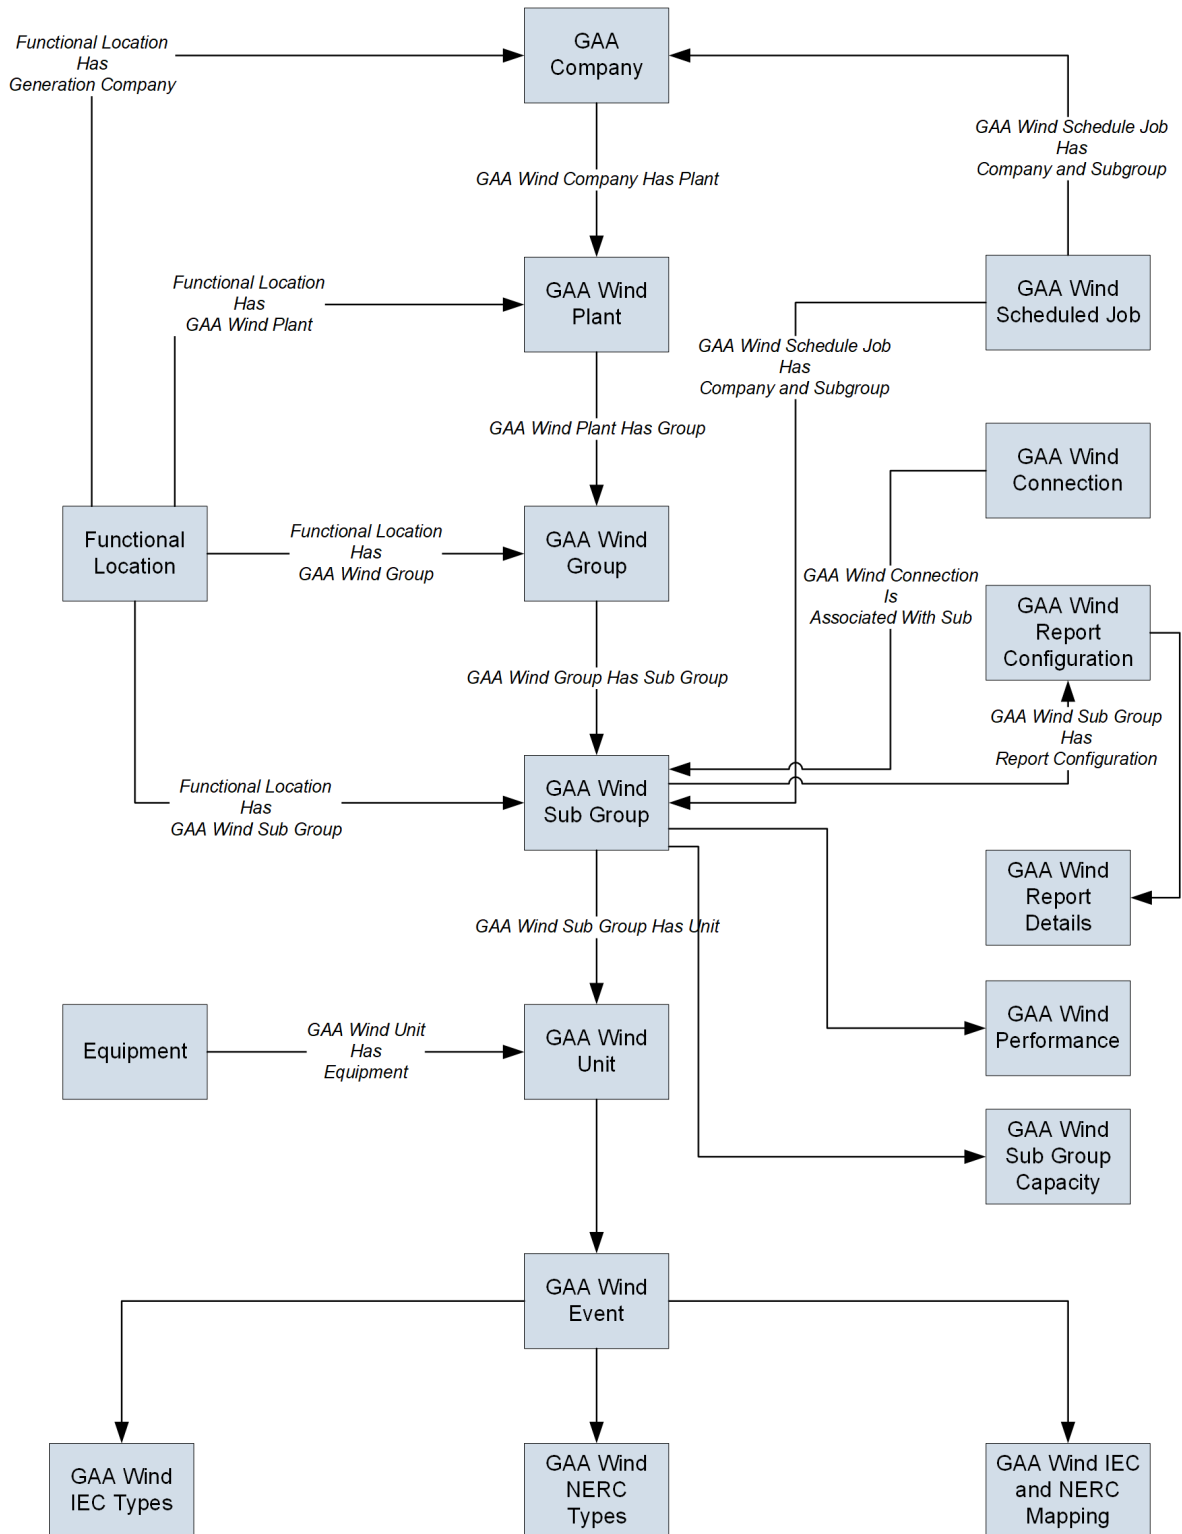 Functional Location
Has
Generation Company
GAA
Company
GAA Wind Schedule Job
Has
Company and Subgroup
GAA Wind Company Has Plant
Functional Location
Has
GAA Wind Plant
GAA Wind
Plant
GAA Wind
Scheduled Job
GAA Wind Schedule Job
Has
Company and Subgroup
GAA Wind Plant Has Group
GAA Wind
Connection
Functional
Location
Functional Location
Has
GAA Wind Group
GAA Wind
Group
GAA Wind Connection
Is
Associated With Sub
GAA Wind
Report
Configuration
GAA Wind Group Has Sub Group
GAA Wind Sub Group
Has
Report Configuration
Functional Location
Has
GAA Wind Sub Group
GAA Wind
Sub Group
GAA Wind
Report
Details
GAA Wind Sub Group Has Unit
Equipment
GAA Wind Unit
Has
Equipment
GAA Wind
Unit
GAA Wind
Performance
GAA Wind
Sub Group
Capacity
GAA Wind
Event
GAA Wind
IEC Types
GAA Wind
NERC
Types
GAA Wind IEC
and NERC
Mapping